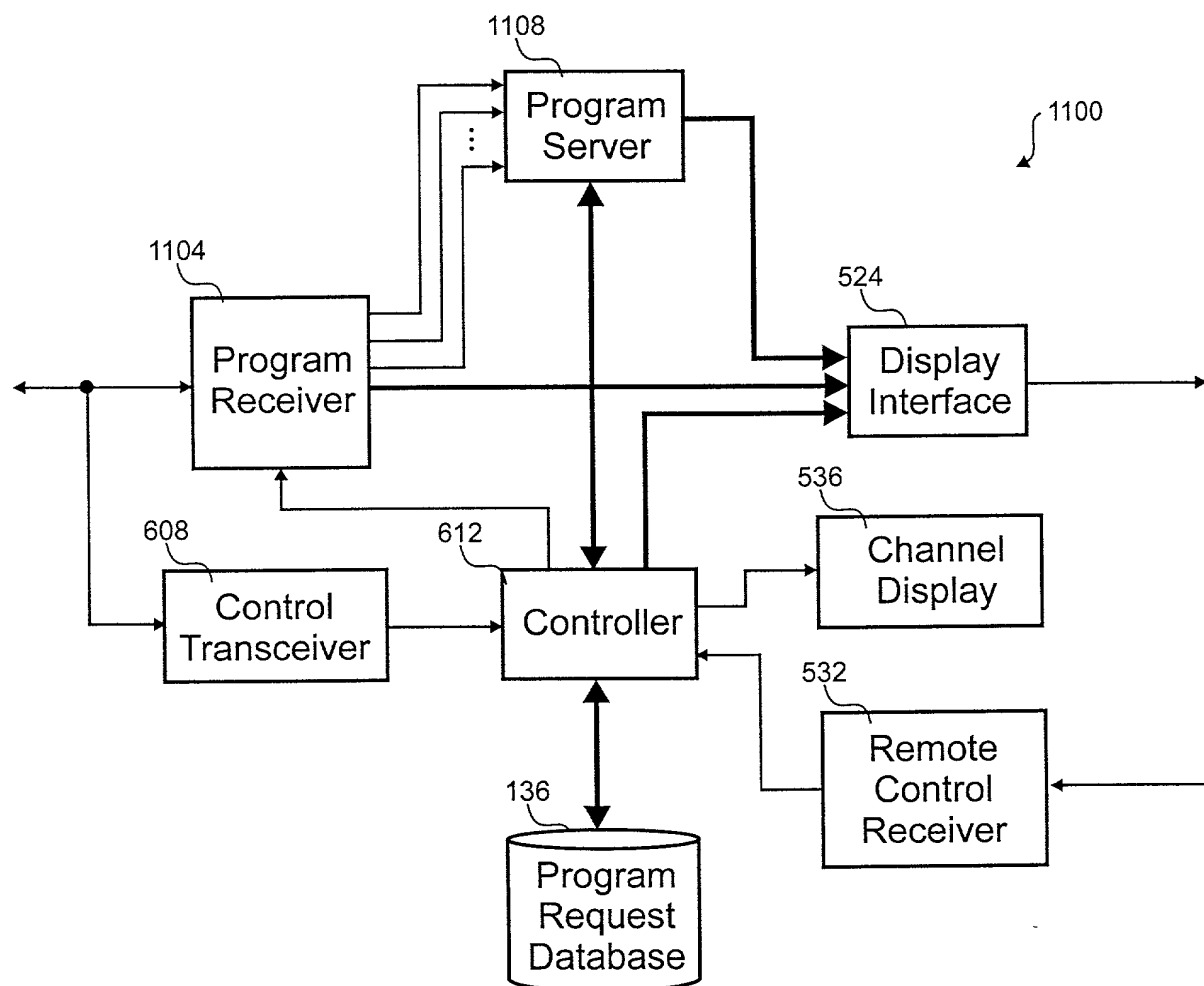 1108
Program
Server
1100
⋮
1104
Program
Receiver
524
Display
Interface
536
Channel
Display
608
Control
Transceiver
612
Controller
532
Remote
Control
Receiver
136
Program
Request
Database